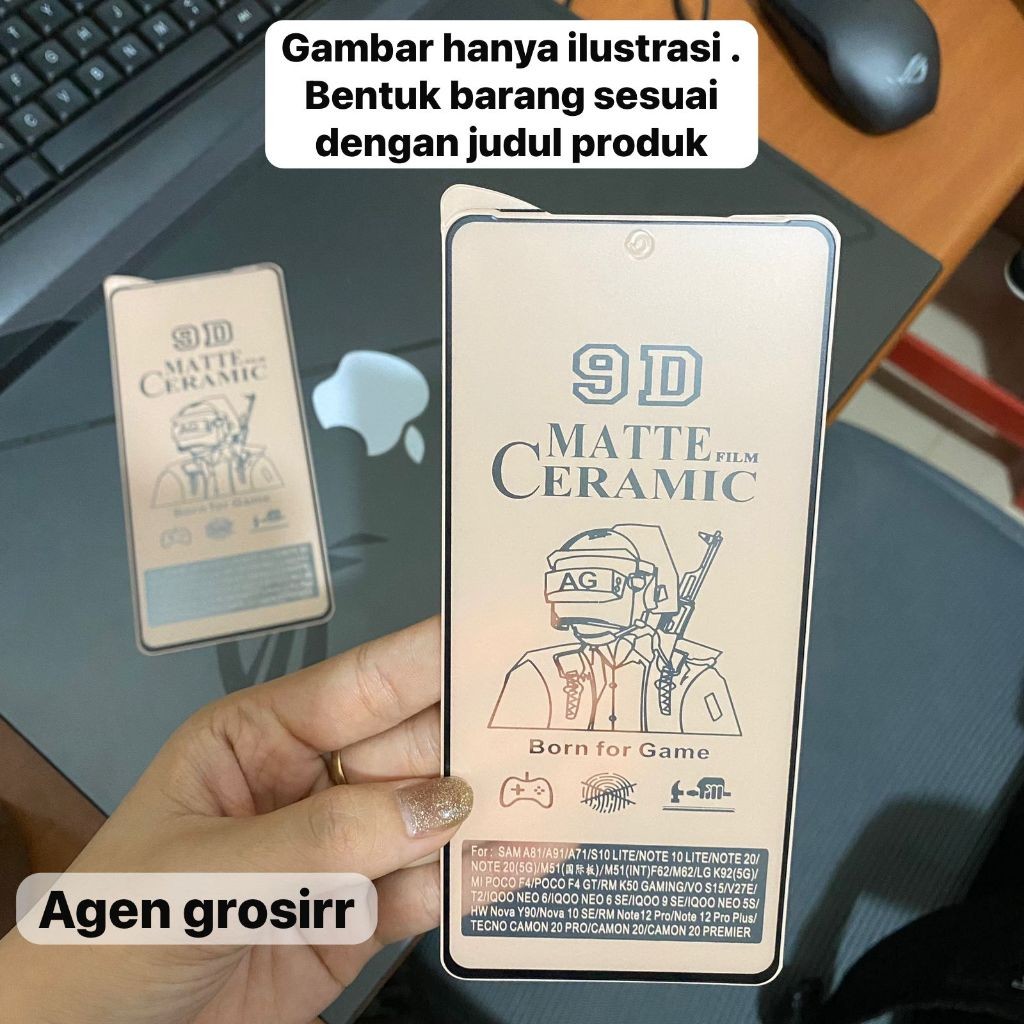 Gambar hanya ilustrasi .
Bentuk barang sesuai
dengan judul produk
9D
MATTE FILM
CERAMIC
AG
Born for Game
9D
MATTE FILM
CERAMIC
AG
Born for Game
For : SAM A81/A91/A71/S10 LITE/NOTE 10 LITE/NOTE 20/
NOTE 20(5G)/M51(国际板)/M51(INT)F62/M62/LG K92(5G)/
MI POCO F4/POCO F4 GT/RM K50 GAMING/VO S15/V27E/
T2/IQOO NEO 6/IQOO NEO 6 SE/IQOO 9 SE/IQOO NEO 5S/
HW Nova Y90/Nova 10 SE/RM Note12 Pro/Note 12 Pro Plus/
TECNO CAMON 20 PRO/CAMON 20/CAMON 20 PREMIER
Agen grosirr